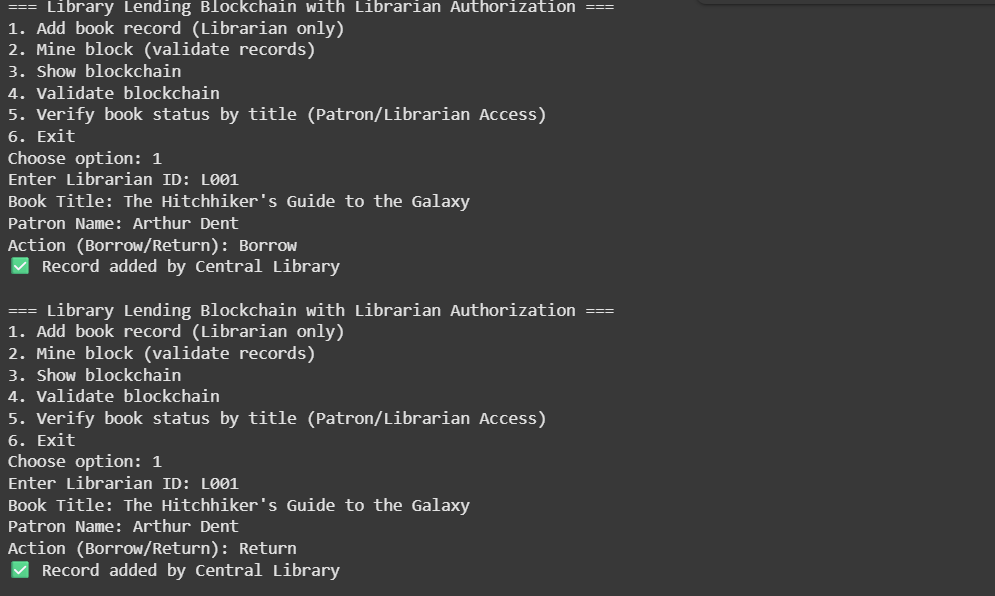 === Library Lending Blockchain with Librarian Authorization ===
1. Add book record (Librarian only)
2. Mine block (validate records)
3. Show blockchain
4. Validate blockchain
5. Verify book status by title (Patron/Librarian Access)
6. Exit
Choose option: 1
Enter Librarian ID: L001
Book Title: The Hitchhiker's Guide to the Galaxy
Patron Name: Arthur Dent
Action (Borrow/Return): Borrow
✅ Record added by Central Library

=== Library Lending Blockchain with Librarian Authorization ===
1. Add book record (Librarian only)
2. Mine block (validate records)
3. Show blockchain
4. Validate blockchain
5. Verify book status by title (Patron/Librarian Access)
6. Exit
Choose option: 1
Enter Librarian ID: L001
Book Title: The Hitchhiker's Guide to the Galaxy
Patron Name: Arthur Dent
Action (Borrow/Return): Return
✅ Record added by Central Library